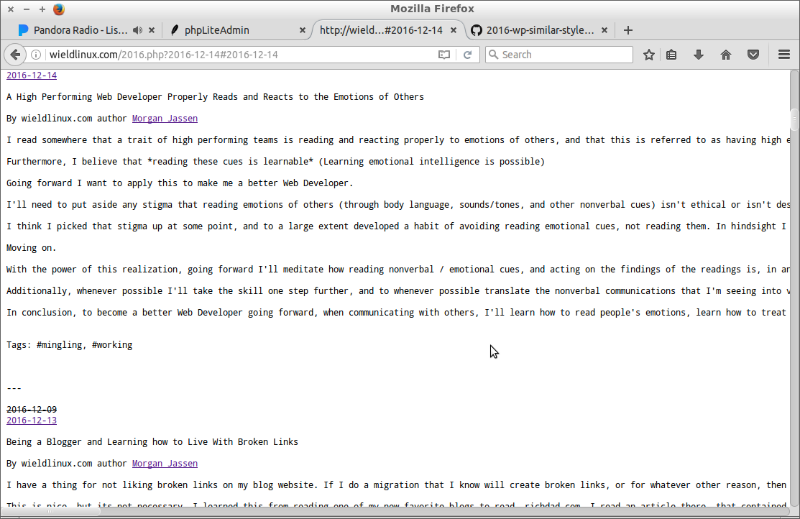 Mozilla Firefox
Pandora Radio - Lis...
phpLiteAdmin
http://wield...#2016-12-14
2016-wp-similar-style...
wieldlinux.com/2016.php?2016-12-14#2016-12-14
Search
2016-12-14
A High Performing Web Developer Properly Reads and Reacts to the Emotions of Others
By wieldlinux.com author Morgan Jassen
I read somewhere that a trait of high performing teams is reading and reacting properly to emotions of others, and that this is referred to as having high e
Furthermore, I believe that *reading these cues is learnable* (Learning emotional intelligence is possible)
Going forward I want to apply this to make me a better Web Developer.
I'll need to put aside any stigma that reading emotions of others (through body language, sounds/tones, and other nonverbal cues) isn't ethical or isn't des
I think I picked that stigma up at some point, and to a large extent developed a habit of avoiding reading emotional cues, not reading them. In hindsight I
Moving on.
With the power of this realization, going forward I'll meditate how reading nonverbal / emotional cues, and acting on the findings of the readings is, in an
Additionally, whenever possible I'll take the skill one step further, and to whenever possible translate the nonverbal communications that I'm seeing into v
In conclusion, to become a better Web Developer going forward, when communicating with others, I'll learn how to read people's emotions, learn how to treat
Tags: #mingling, #working
---
2016-12-09
2016-12-13
Being a Blogger and Learning how to Live With Broken Links
By wieldlinux.com author Morgan Jassen
I have a thing for not liking broken links on my blog website. If I do a migration that I know will create broken links, or for whatever other reason, then
This is nice, but its not necessary. I learned this from reading one of my new favorite blogs to read, richdad.com. I read an article there, that contained